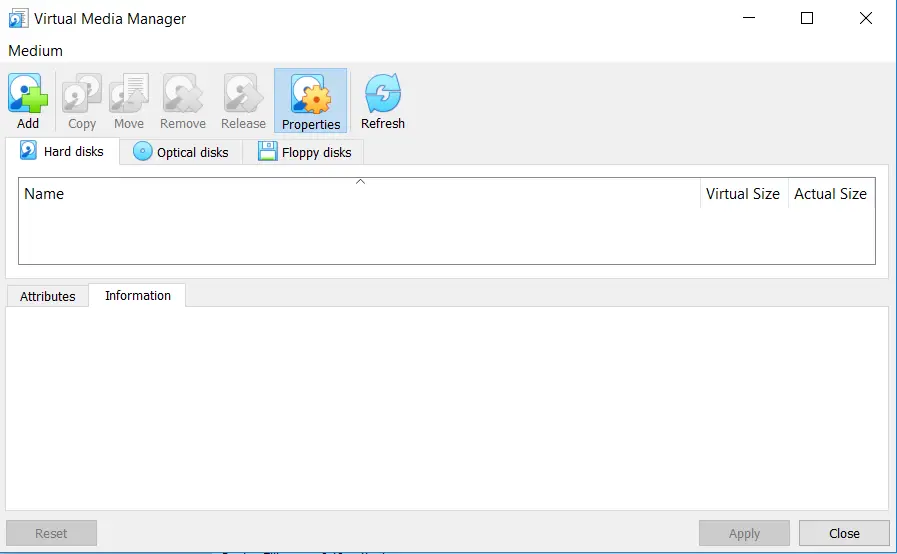 Virtual Media Manager
Medium
Add Copy Move Remove Release Properties Refresh
Hard disks Optical disks Floppy disks
Name Virtual Size Actual Size
Attributes Information
Reset Apply Close